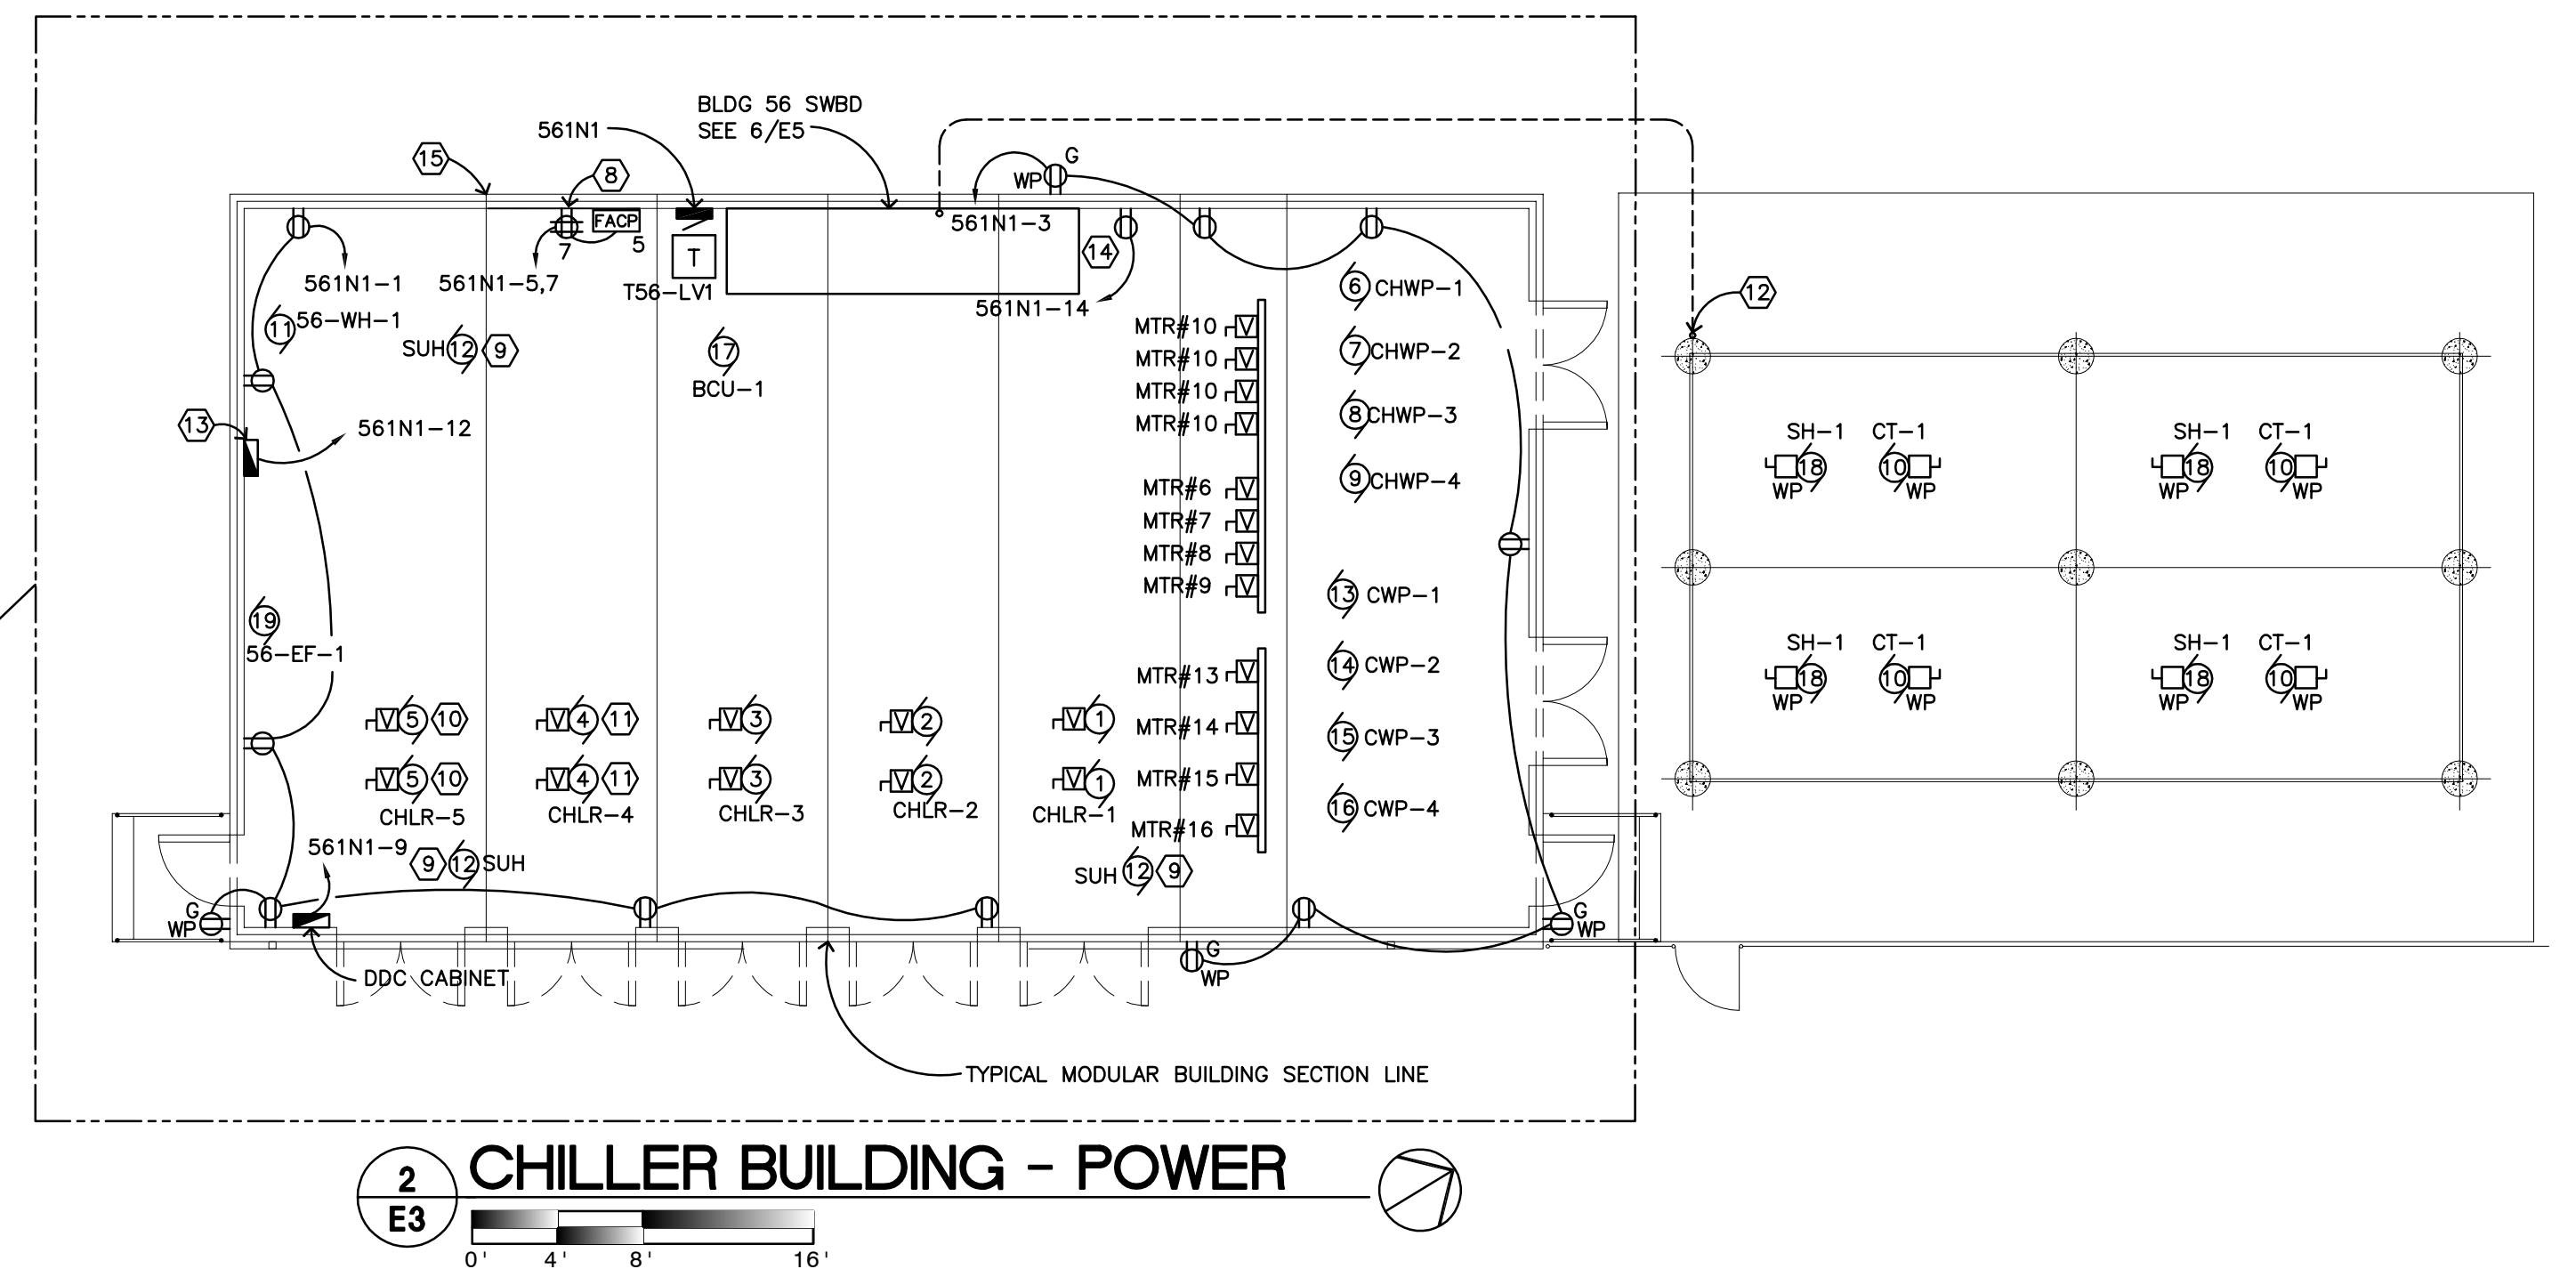 BLDG 56 SWBD
SEE 6/E5
561N1
15
8
G
WP
FACP
7
5
561N1-3
14
T
561N1-1
561N1-5,7
T56-LV1
561N1-14
6 CHWP-1
12
11 56-WH-1
SUH 12 9
17
BCU-1
MTR#10
MTR#10
MTR#10
MTR#10
7 CHWP-2
8 CHWP-3
9 CHWP-4
13
561N1-12
SH-1 CT-1 SH-1 CT-1
18 10 18 10
WP WP WP WP
MTR#6
MTR#7
MTR#8
MTR#9
13 CWP-1
14 CWP-2
15 CWP-3
16 CWP-4
19
56-EF-1
SH-1 CT-1 SH-1 CT-1
18 10 18 10
WP WP WP WP
MTR#13
MTR#14
MTR#15
MTR#16
V V V V
V V V V
V V V V
V 5 10 V 4 11 V 3 V 2 V 1
V 5 10 V 4 11 V 3 V 2 V 1
CHLR-5 CHLR-4 CHLR-3 CHLR-2 CHLR-1
561N1-9
9 12 SUH
SUH 12 9
G
WP
G
WP
G
WP
DDC CABINET
TYPICAL MODULAR BUILDING SECTION LINE
2
E3
CHILLER BUILDING - POWER
0' 4' 8' 16'